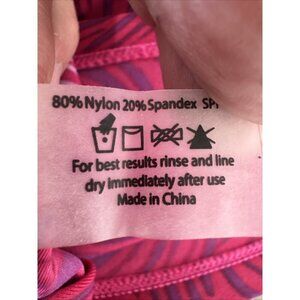 80% Nylon 20% Spandex
For best results rinse and line
dry immediately after use
Made in China